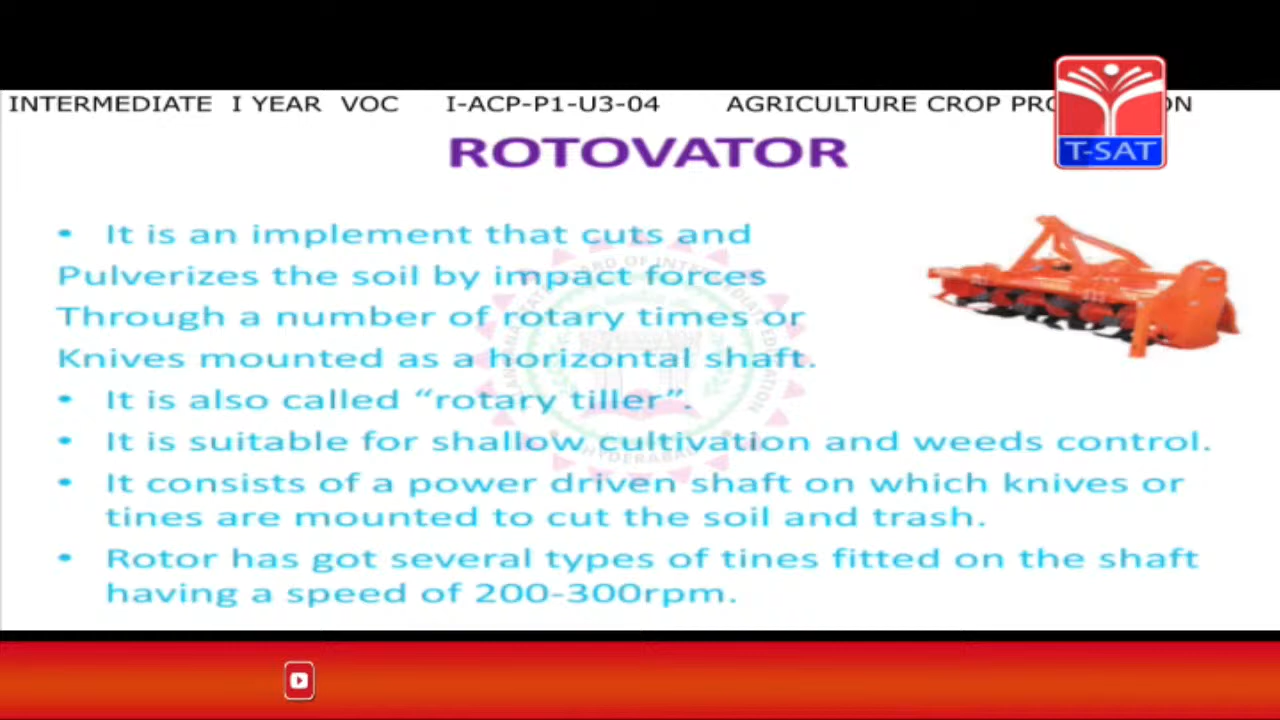 INTERMEDIATE I YEAR VOC I-ACP-P1-U3-04 AGRICULTURE CROP
T-SAT
ROTOVATOR
• It is an implement that cuts and
Pulverizes the soil by impact forces
Through a number of rotary times or
Knives mounted as a horizontal shaft.
• It is also called “rotary tiller”.
• It is suitable for shallow cultivation and weeds control.
• It consists of a power driven shaft on which knives or
tines are mounted to cut the soil and trash.
• Rotor has got several types of tines fitted on the shaft
having a speed of 200-300rpm.